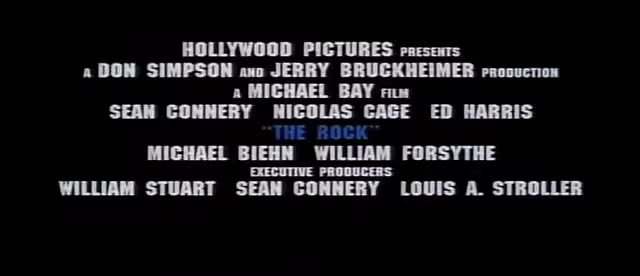 HOLLYWOOD PICTURES PRESENTS
A DON SIMPSON AND JERRY BRUCKHEIMER PRODUCTION
A MICHAEL BAY FILM
SEAN CONNERY NICOLAS CAGE ED HARRIS
"THE ROCK"
MICHAEL BIEHN WILLIAM FORSYTHE
EXECUTIVE PRODUCERS
WILLIAM STUART SEAN CONNERY LOUIS A. STROLLER